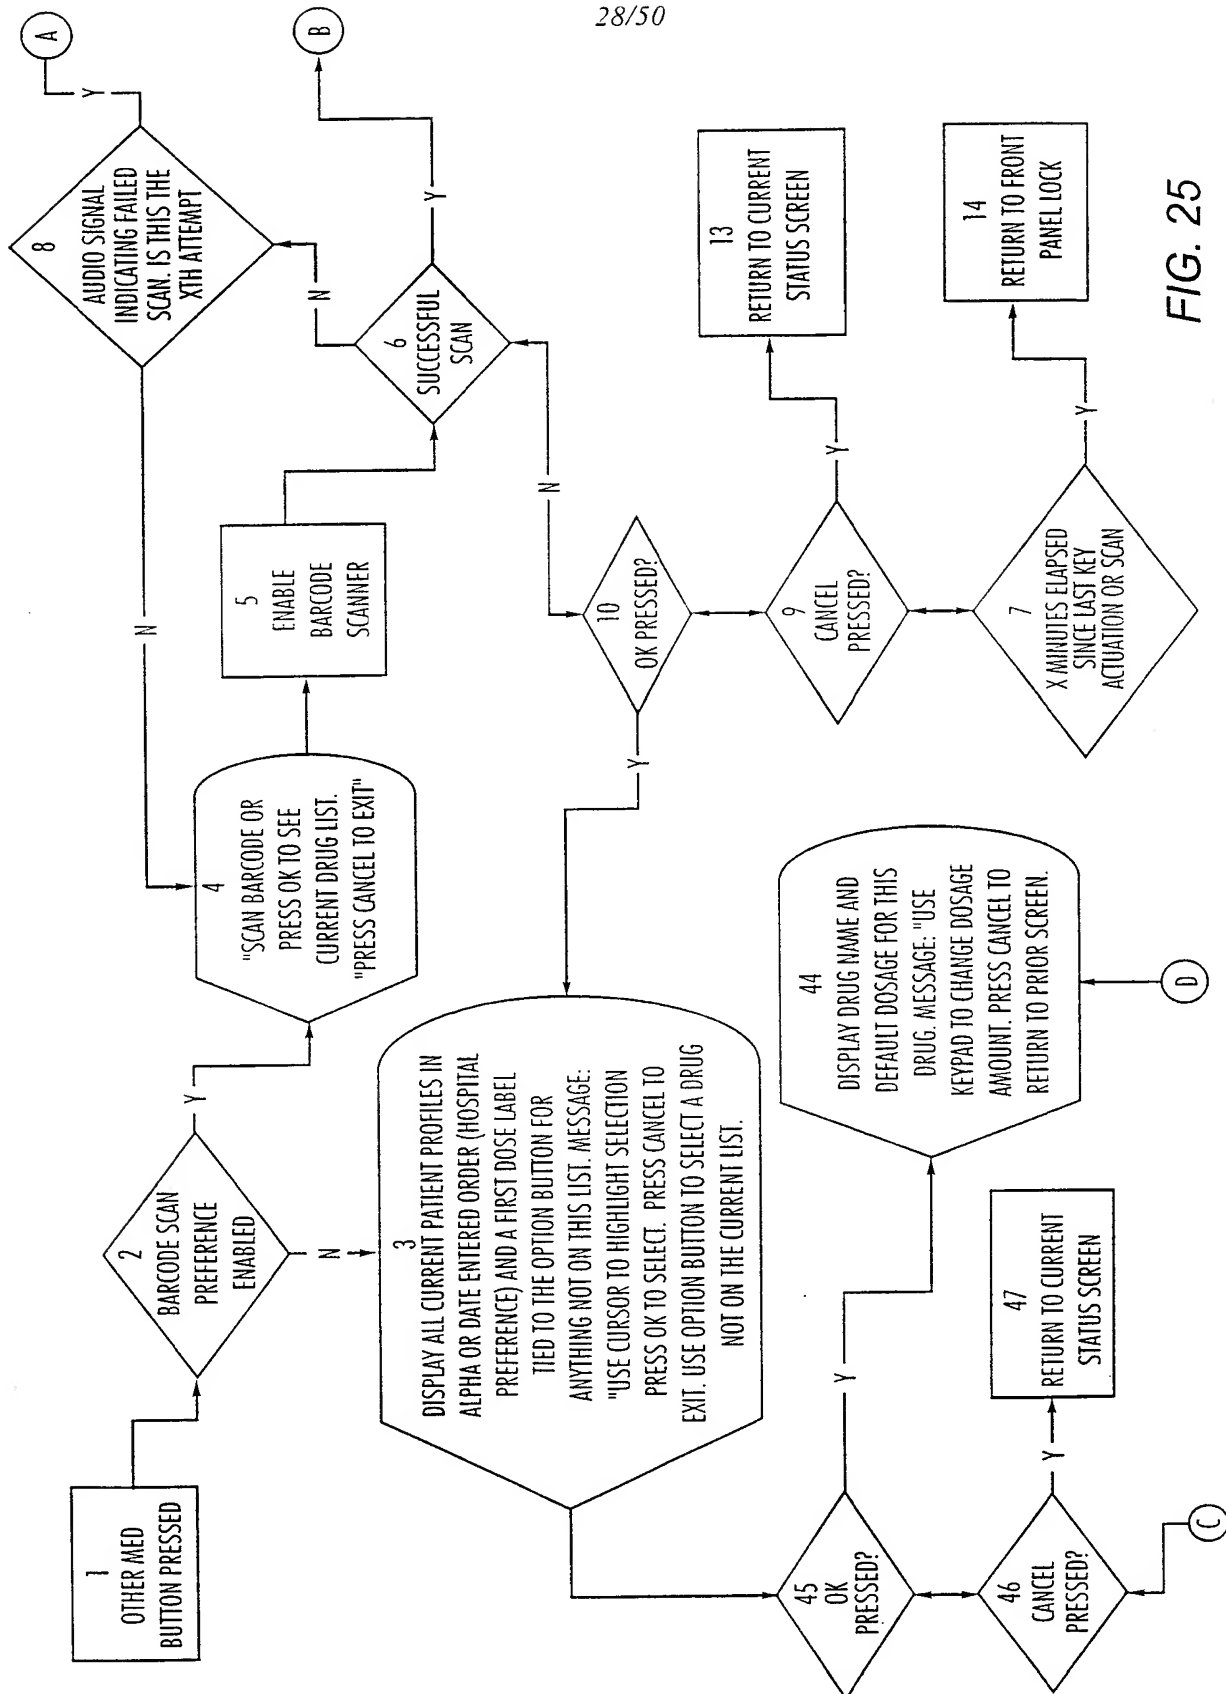 28/50
1
OTHER MED
BUTTON PRESSED
2
BARCODE SCAN
PREFERENCE
ENABLED
Y
N
4
"SCAN BARCODE OR
PRESS OK TO SEE
CURRENT DRUG LIST.
"PRESS CANCEL TO EXIT"
5
ENABLE
BARCODE
SCANNER
6
SUCCESSFUL
SCAN
N
Y
N
8
AUDIO SIGNAL
INDICATING FAILED
SCAN. IS THIS THE
XTH ATTEMPT
N
Y
A
B
3
DISPLAY ALL CURRENT PATIENT PROFILES IN
ALPHA OR DATE ENTERED ORDER (HOSPITAL
PREFERENCE) AND A FIRST DOSE LABEL
TIED TO THE OPTION BUTTON FOR
ANYTHING NOT ON THIS LIST. MESSAGE:
"USE CURSOR TO HIGHLIGHT SELECTION
PRESS OK TO SELECT. PRESS CANCEL TO
EXIT. USE OPTION BUTTON TO SELECT A DRUG
NOT ON THE CURRENT LIST.
10
OK PRESSED?
Y
9
CANCEL
PRESSED?
Y
13
RETURN TO CURRENT
STATUS SCREEN
7
X MINUTES ELAPSED
SINCE LAST KEY
ACTUATION OR SCAN
Y
14
RETURN TO FRONT
PANEL LOCK
45
OK
PRESSED?
Y
44
DISPLAY DRUG NAME AND
DEFAULT DOSAGE FOR THIS
DRUG. MESSAGE: "USE
KEYPAD TO CHANGE DOSAGE
AMOUNT. PRESS CANCEL TO
RETURN TO PRIOR SCREEN.
D
46
CANCEL
PRESSED?
Y
47
RETURN TO CURRENT
STATUS SCREEN
C
FIG. 25